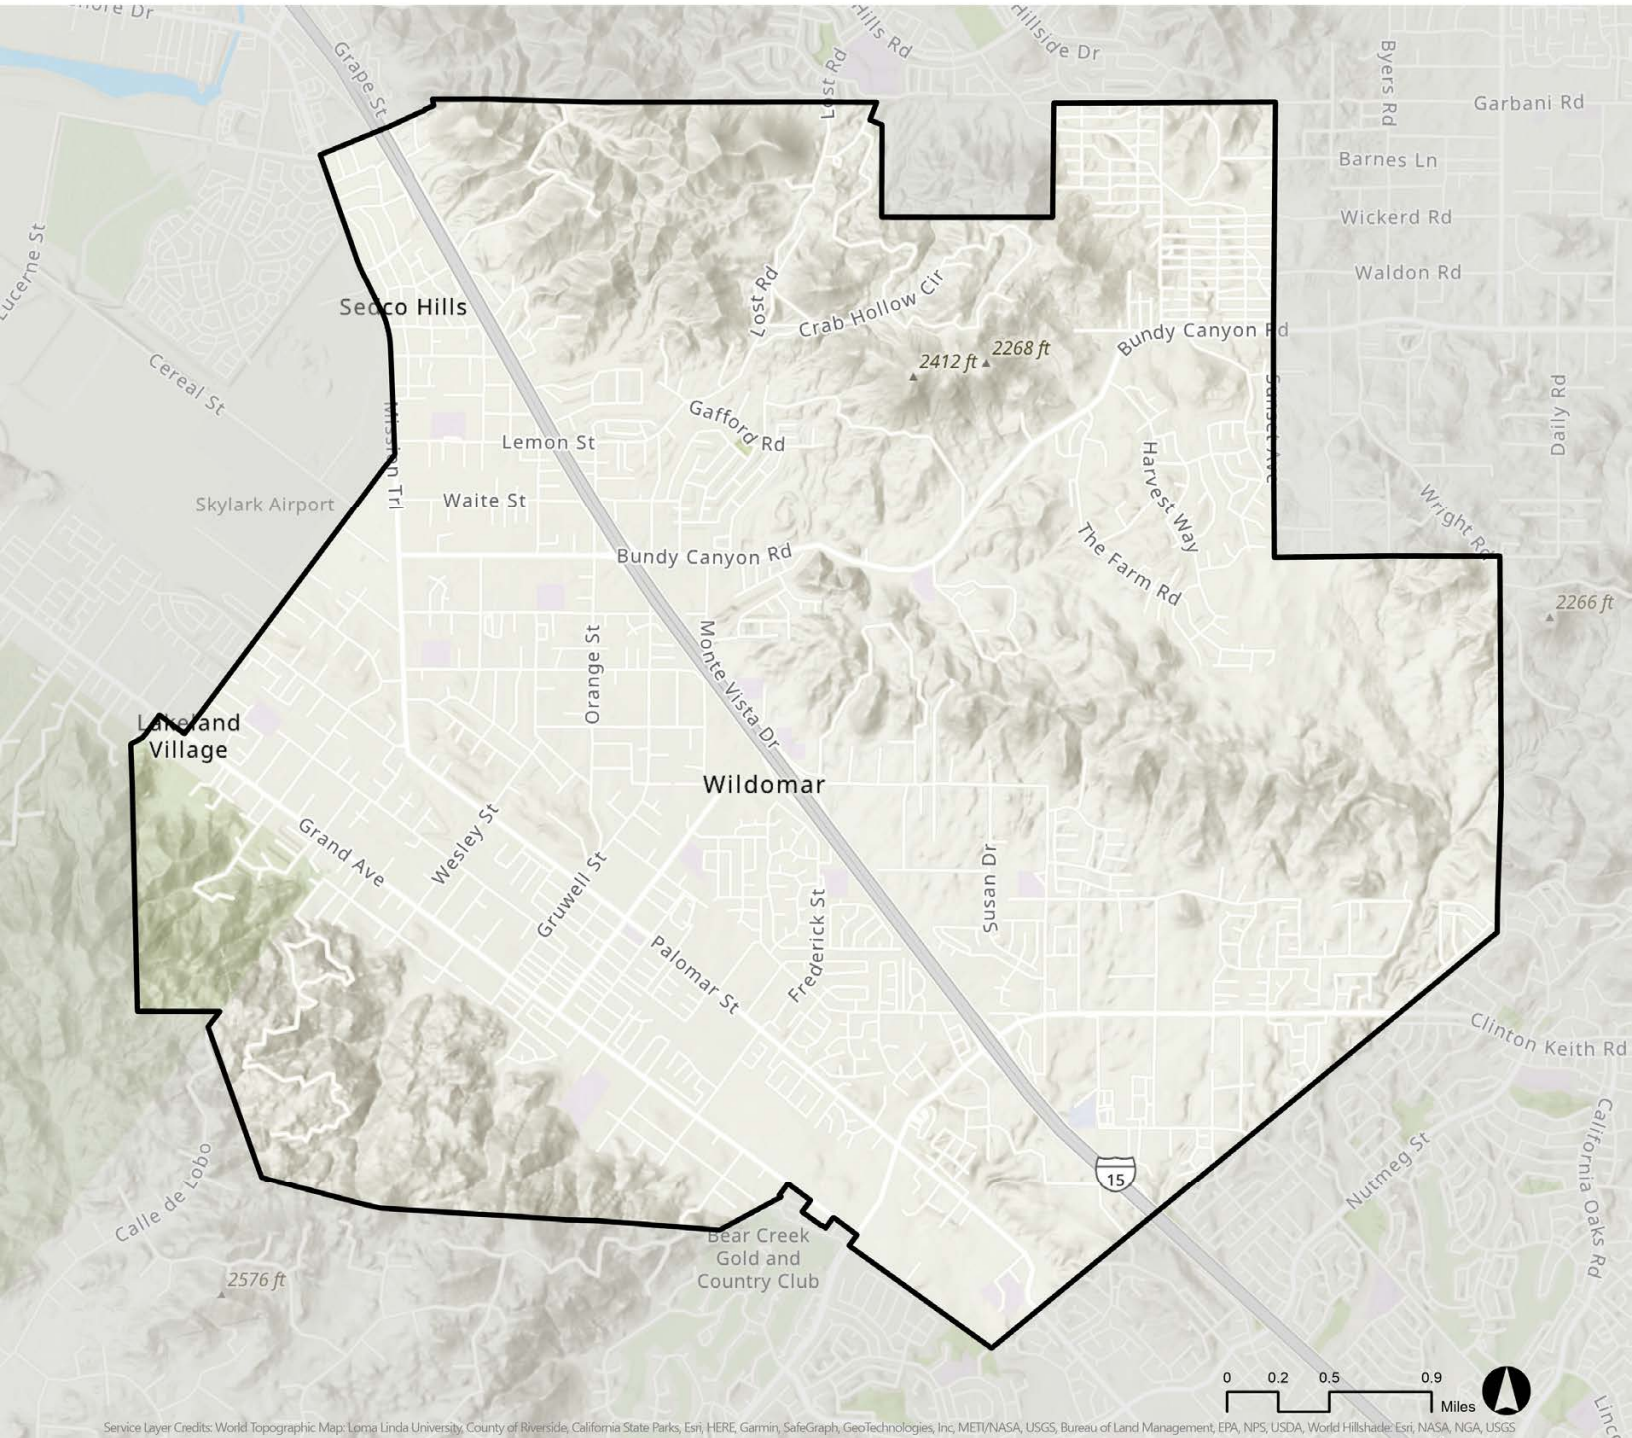 Grape St
Hills Rd
Hillside Dr
Lost Rd
Byers Rd
Garbani Rd
Barnes Ln
Wickerd Rd
Waldon Rd
Lucerne St
Sedco Hills
Lost Rd
Crab Hollow Cir
Bundy Canyon Rd
2412 ft
2268 ft
Cereal St
Mission Trl
Gafford Rd
Lemon St
Sunset Ave
Daily Rd
Harvest Way
Skylark Airport
Waite St
Wright Rd
Bundy Canyon Rd
The Farm Rd
2266 ft
Orange St
Monte Vista Dr
Lakeland
Village
Wildomar
Grand Ave
Wesley St
Gruwell St
Susan Dr
Frederick St
Palomar St
Clinton Keith Rd
California Oaks Rd
Nutmeg St
15
Calle de Lobo
Bear Creek
Gold and
Country Club
2576 ft
0 0.2 0.5 0.9
Miles
Service Layer Credits: World Topographic Map: Loma Linda University, County of Riverside, California State Parks, Esri, HERE, Garmin, SafeGraph, GeoTechnologies, Inc, METI/NASA, USGS, Bureau of Land Management, EPA, NPS, USDA, World Hillshade: Esri, NASA, NGA, USGS